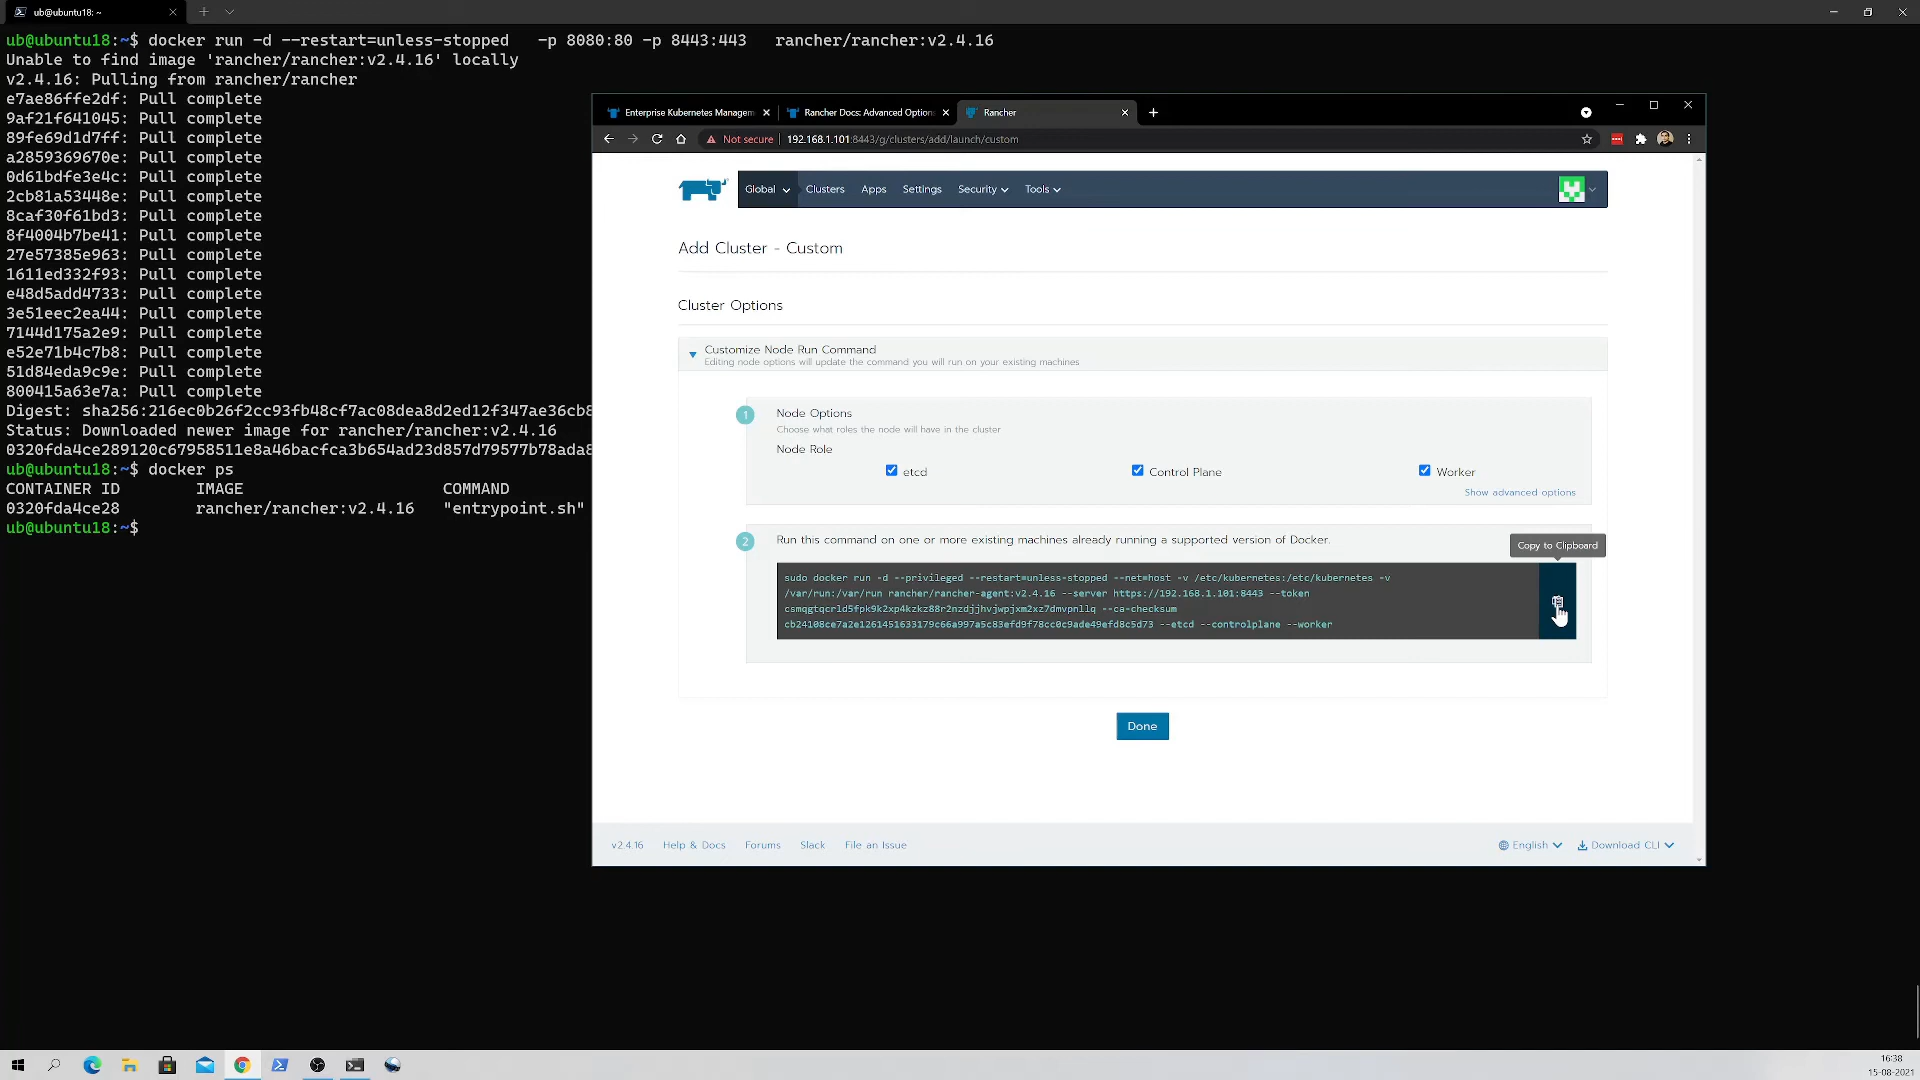 ub@ubuntu18: ~
ub@ubuntu18:~$ docker run -d --restart=unless-stopped   -p 8080:80 -p 8443:443   rancher/rancher:v2.4.16
Unable to find image 'rancher/rancher:v2.4.16' locally
v2.4.16: Pulling from rancher/rancher
e7ae86ffe2df: Pull complete
9af21f641045: Pull complete
89fe69d1d7ff: Pull complete
a2859369670e: Pull complete
0d61bdfe3e4c: Pull complete
2cb81a53448e: Pull complete
8caf30f61bd3: Pull complete
8f4004b7be41: Pull complete
27e57385e963: Pull complete
1611ed332f93: Pull complete
e48d5add4733: Pull complete
3e51eec2ea44: Pull complete
7144d175a2e9: Pull complete
e52e71b4c7b8: Pull complete
51d84eda9c9e: Pull complete
800415a63e7a: Pull complete
Digest: sha256:216ec0b26f2cc93fb48cf7ac08dea8d2ed12f347ae36cb8
Status: Downloaded newer image for rancher/rancher:v2.4.16
0320fda4ce289120c67958511e8a46bacfca3b654ad23d857d79577b78ada8
ub@ubuntu18:~$ docker ps
CONTAINER ID        IMAGE                     COMMAND
0320fda4ce28        rancher/rancher:v2.4.16   "entrypoint.sh"
ub@ubuntu18:~$
Enterprise Kubernetes Managem
Rancher Docs: Advanced Option
Rancher
Not secure
192.168.1.101:8443/g/clusters/add/launch/custom
Global Clusters Apps Settings Security Tools
Add Cluster - Custom
Cluster Options
Customize Node Run Command
Editing node options will update the command you will run on your existing machines
1
Node Options
Choose what roles the node will have in the cluster
Node Role
etcd Control Plane Worker
Show advanced options
2
Run this command on one or more existing machines already running a supported version of Docker.
Copy to Clipboard
sudo docker run -d --privileged --restart=unless-stopped --net=host -v /etc/kubernetes:/etc/kubernetes -v
/var/run:/var/run rancher/rancher-agent:v2.4.16 --server https://192.168.1.101:8443 --token
csmqgtqcrld5fpk9k2xp4kzkz88r2nzdjjhvjwpjxm2xz7dmvpnllq --ca-checksum
cb24108ce7a2e1261451633179c66a997a5c83efd9f78cc0c9ade49efd8c5d73 --etcd --controlplane --worker
Done
v2.4.16 Help & Docs Forums Slack File an Issue
English Download CLI
16:38
15-08-2021